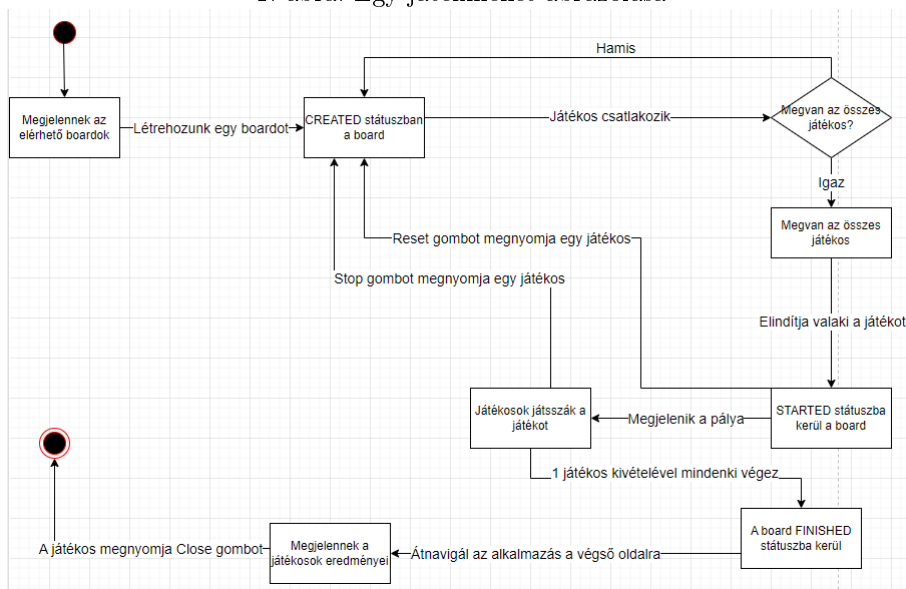 Hamis
Megjelennek az
elérhető boardok
Létrehozunk egy boardot
CREATED státuszban
a board
Játékos csatlakozik
Megvan az összes
játékos?
Igaz
Megvan az összes
játékos
Reset gombot megnyomja egy játékos
Stop gombot megnyomja egy játékos
Elindítja valaki a játékot
Játékosok játsszák a
játékot
Megjelenik a pálya
STARTED státuszba
kerül a board
1 játékos kivételével mindenki végez
A board FINISHED
státuszba kerül
A játékos megnyomja Close gombot
Megjelennek a
játékosok eredményei
Átnavigál az alkalmazás a végső oldalra